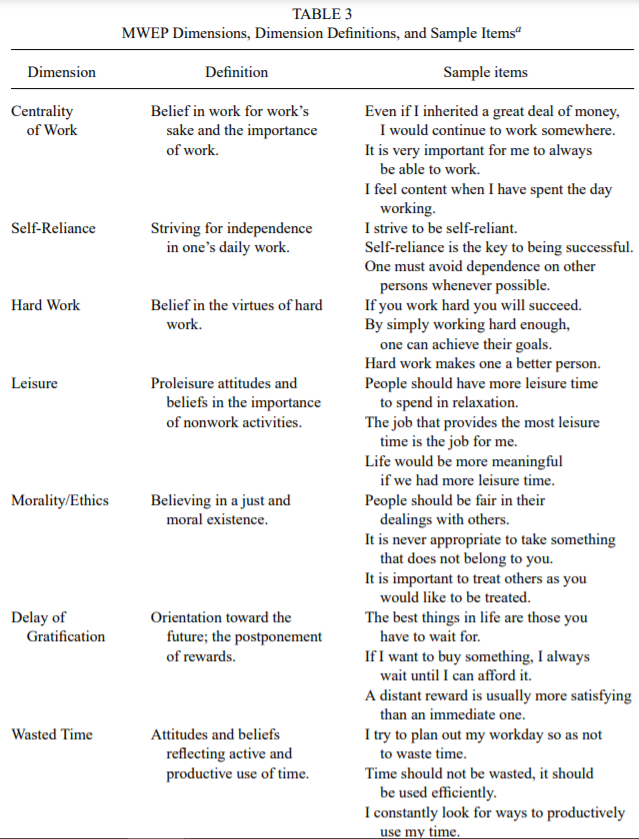 TABLE 3
MWEP Dimensions, Dimension Definitions, and Sample Itemsa
Dimension Definition Sample items
Centrality Belief in work for work's Even if I inherited a great deal of money,
of Work sake and the importance I would continue to work somewhere.
of work. It is very important for me to always
be able to work.
I feel content when I have spent the day
working.
Self-Reliance Striving for independence I strive to be self-reliant.
in one's daily work. Self-reliance is the key to being successful.
One must avoid dependence on other
persons whenever possible.
Hard Work Belief in the virtues of hard If you work hard you will succeed.
work. By simply working hard enough,
one can achieve their goals.
Hard work makes one a better person.
Leisure Proleisure attitudes and People should have more leisure time
beliefs in the importance to spend in relaxation.
of nonwork activities. The job that provides the most leisure
time is the job for me.
Life would be more meaningful
if we had more leisure time.
Morality/Ethics Believing in a just and People should be fair in their
moral existence. dealings with others.
It is never appropriate to take something
that does not belong to you.
It is important to treat others as you
would like to be treated.
Delay of Orientation toward the The best things in life are those you
Gratification future; the postponement have to wait for.
of rewards. If I want to buy something, I always
wait until I can afford it.
A distant reward is usually more satisfying
than an immediate one.
Wasted Time Attitudes and beliefs I try to plan out my workday so as not
reflecting active and to waste time.
productive use of time. Time should not be wasted, it should
be used efficiently.
I constantly look for ways to productively
use my time.